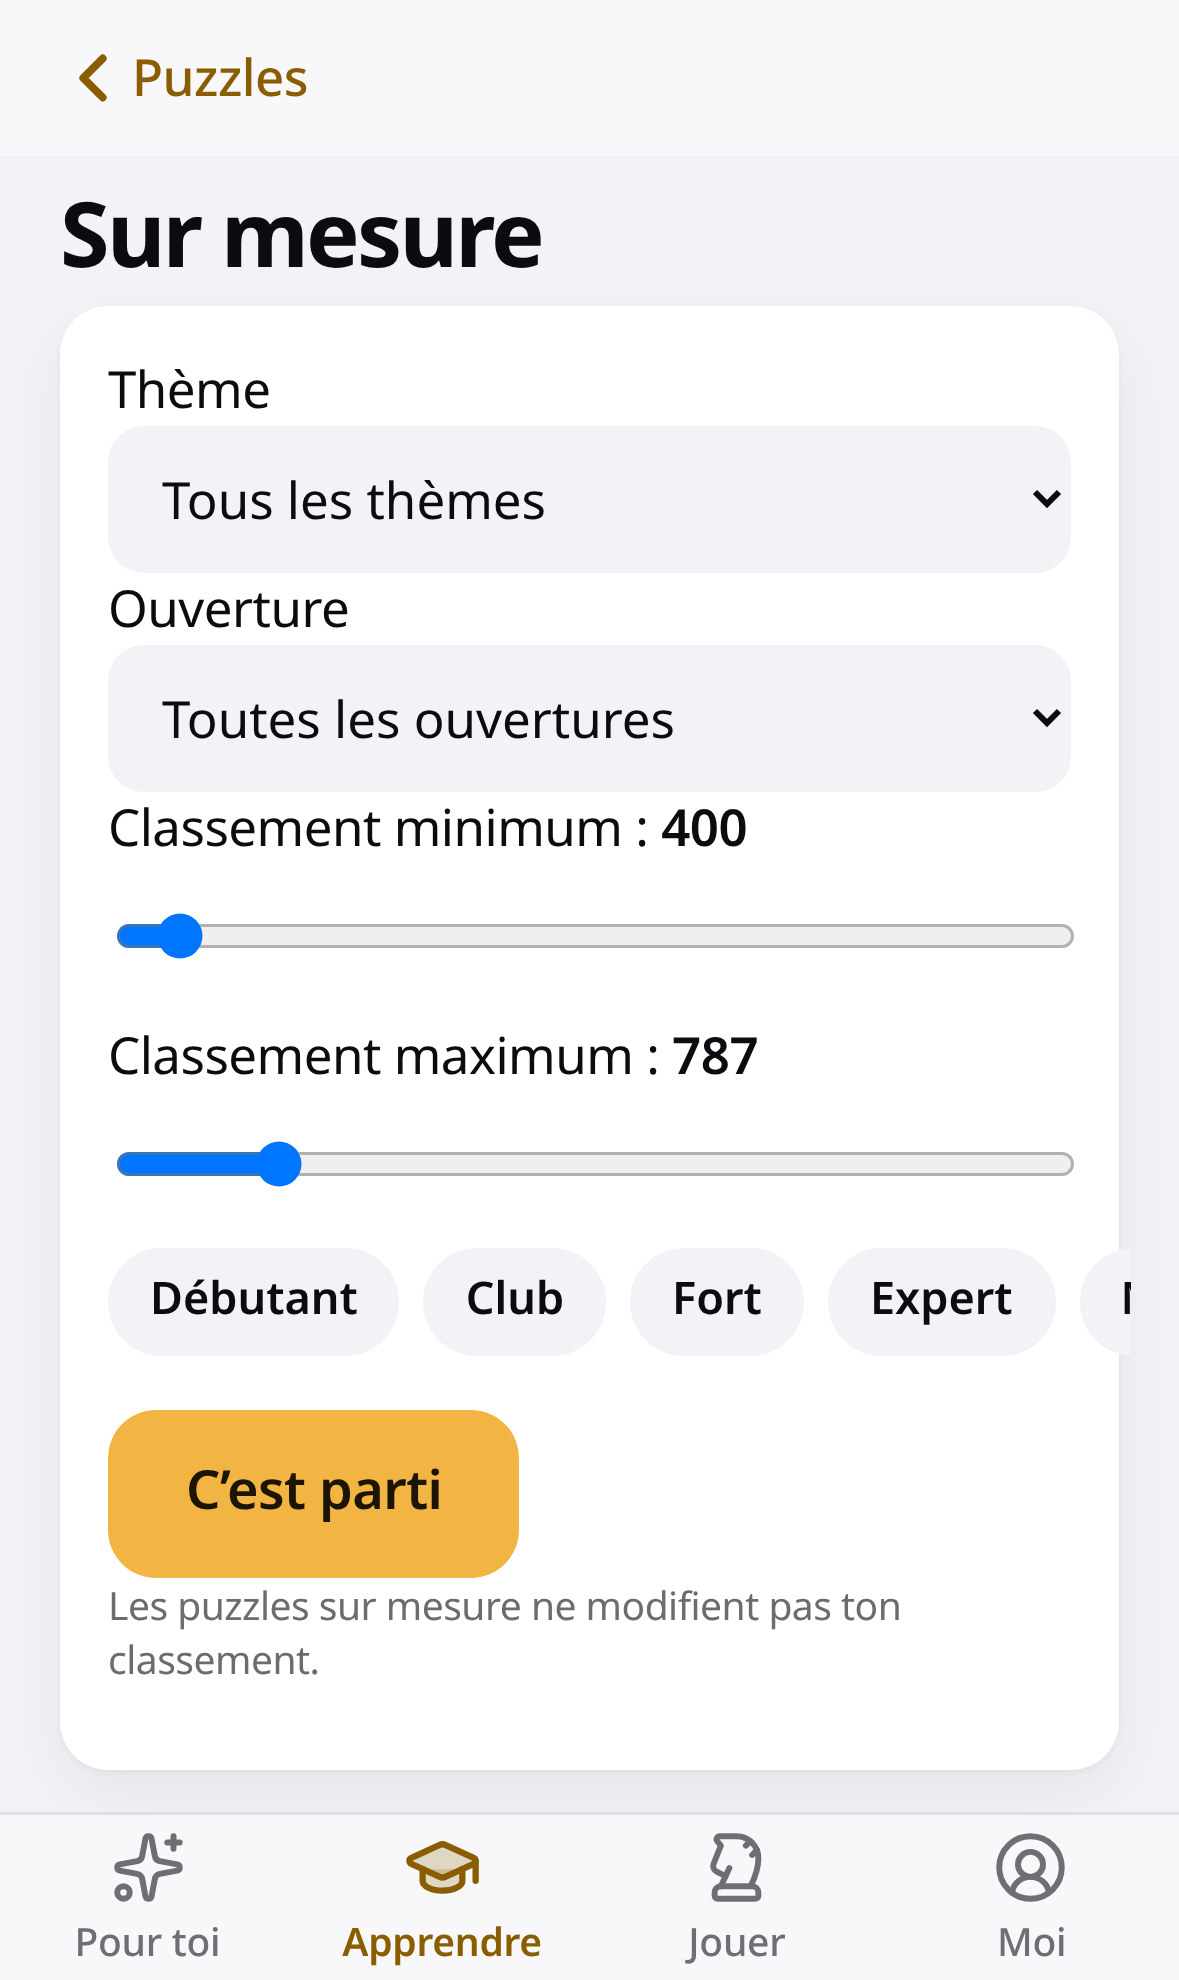 Puzzles
Sur mesure
Thème
Tous les thèmes
Ouverture
Toutes les ouvertures
Classement minimum : 400
Classement maximum : 787
Débutant Club Fort Expert
C’est parti
Les puzzles sur mesure ne modifient pas ton
classement.
Pour toi Apprendre Jouer Moi